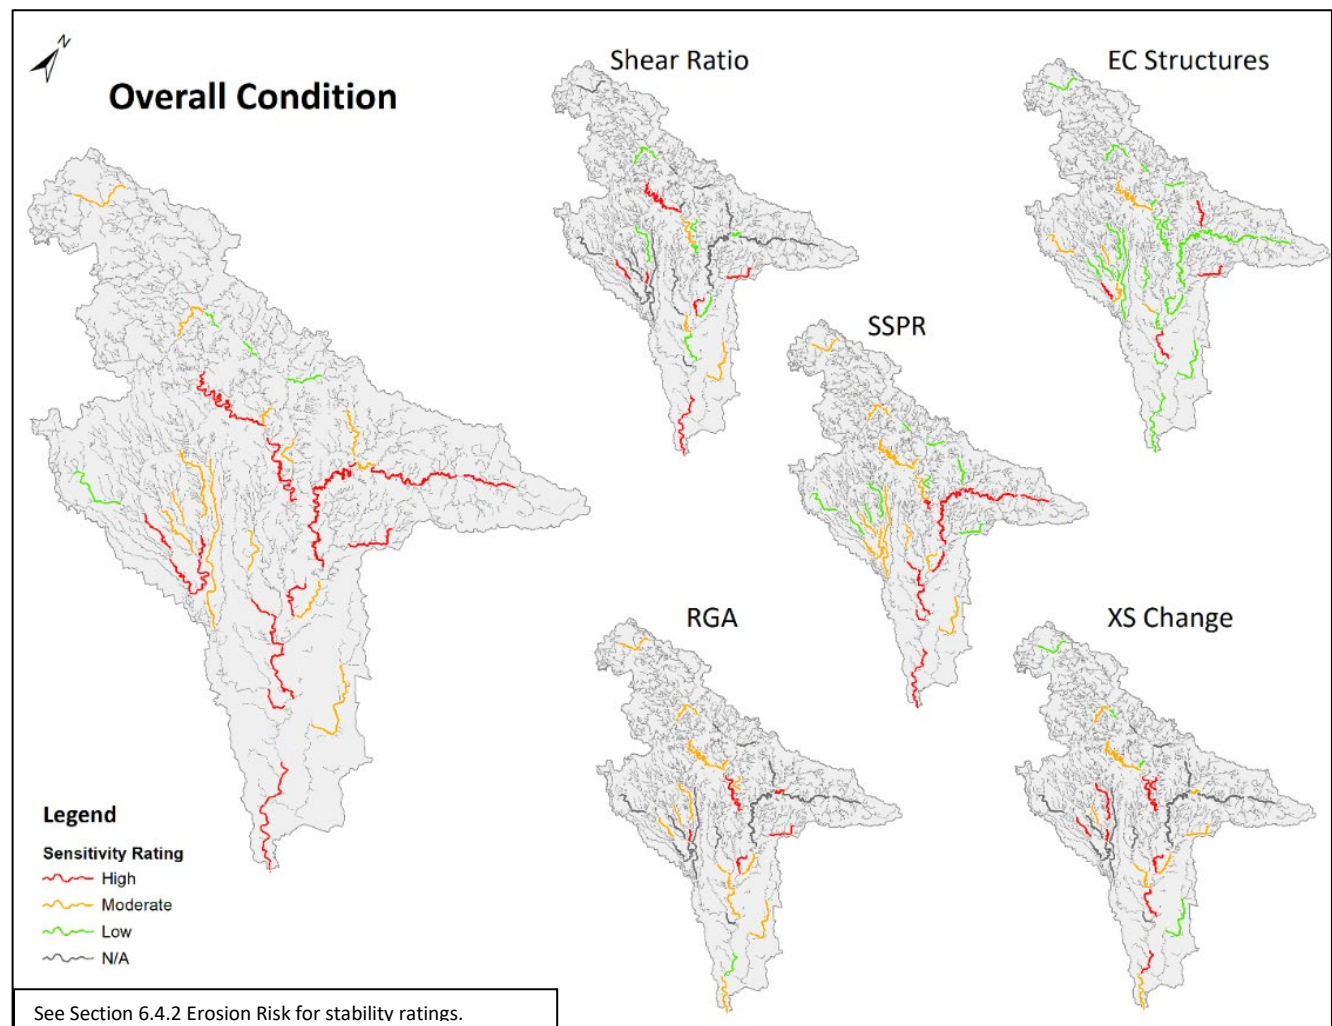 N
Overall Condition
Shear Ratio
EC Structures
SSPR
RGA
XS Change
Legend
Sensitivity Rating
High
Moderate
Low
N/A
See Section 6.4.2 Erosion Risk for stability ratings.